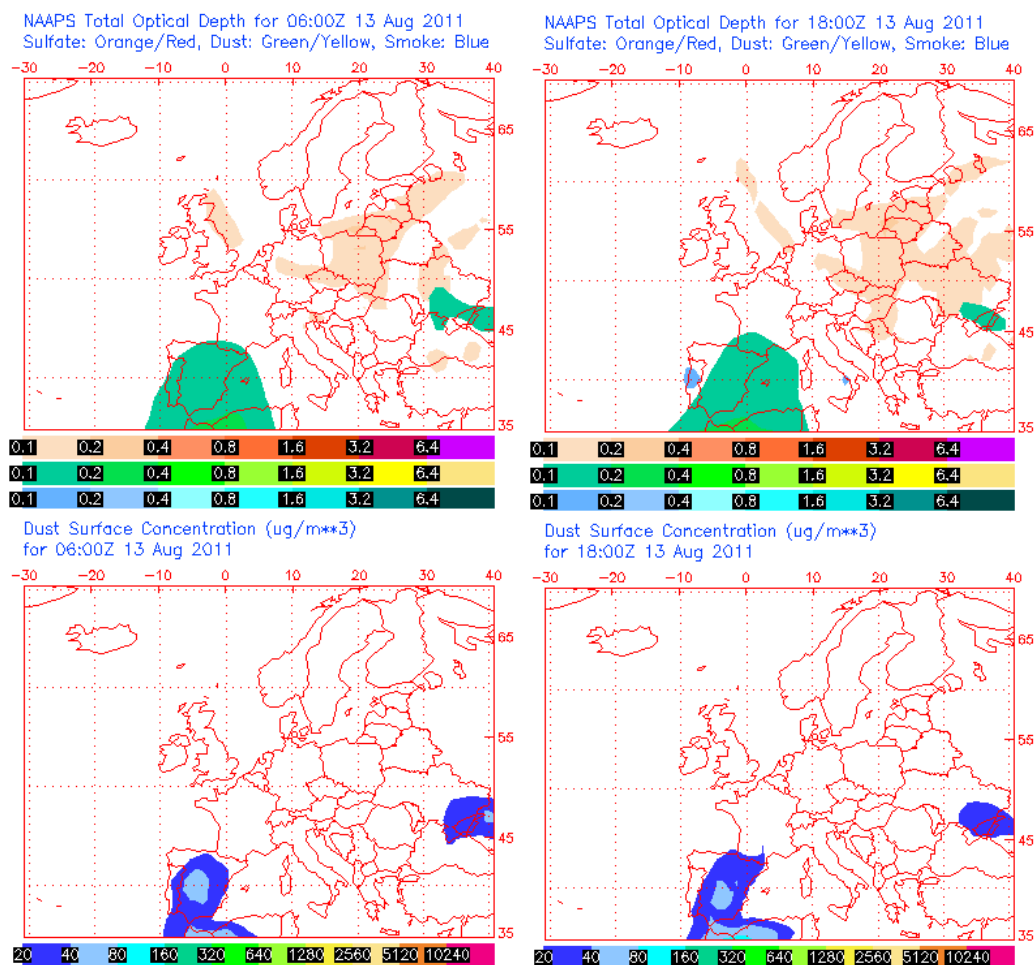 NAAPS Total Optical Depth for 06:00Z 13 Aug 2011
Sulfate: Orange/Red, Dust: Green/Yellow, Smoke: Blue
-30 -20 -10 0 10 20 30 40
65
55
45
35
0.1 0.2 0.4 0.8 1.6 3.2 6.4
0.1 0.2 0.4 0.8 1.6 3.2 6.4
0.1 0.2 0.4 0.8 1.6 3.2 6.4
NAAPS Total Optical Depth for 18:00Z 13 Aug 2011
Sulfate: Orange/Red, Dust: Green/Yellow, Smoke: Blue
-30 -20 -10 0 10 20 30 40
65
55
45
35
0.1 0.2 0.4 0.8 1.6 3.2 6.4
0.1 0.2 0.4 0.8 1.6 3.2 6.4
0.1 0.2 0.4 0.8 1.6 3.2 6.4
Dust Surface Concentration (ug/m**3)
for 06:00Z 13 Aug 2011
-30 -20 -10 0 10 20 30 40
65
55
45
35
20 40 80 160 320 640 1280 2560 5120 10240
Dust Surface Concentration (ug/m**3)
for 18:00Z 13 Aug 2011
-30 -20 -10 0 10 20 30 40
65
55
45
35
20 40 80 160 320 640 1280 2560 5120 10240